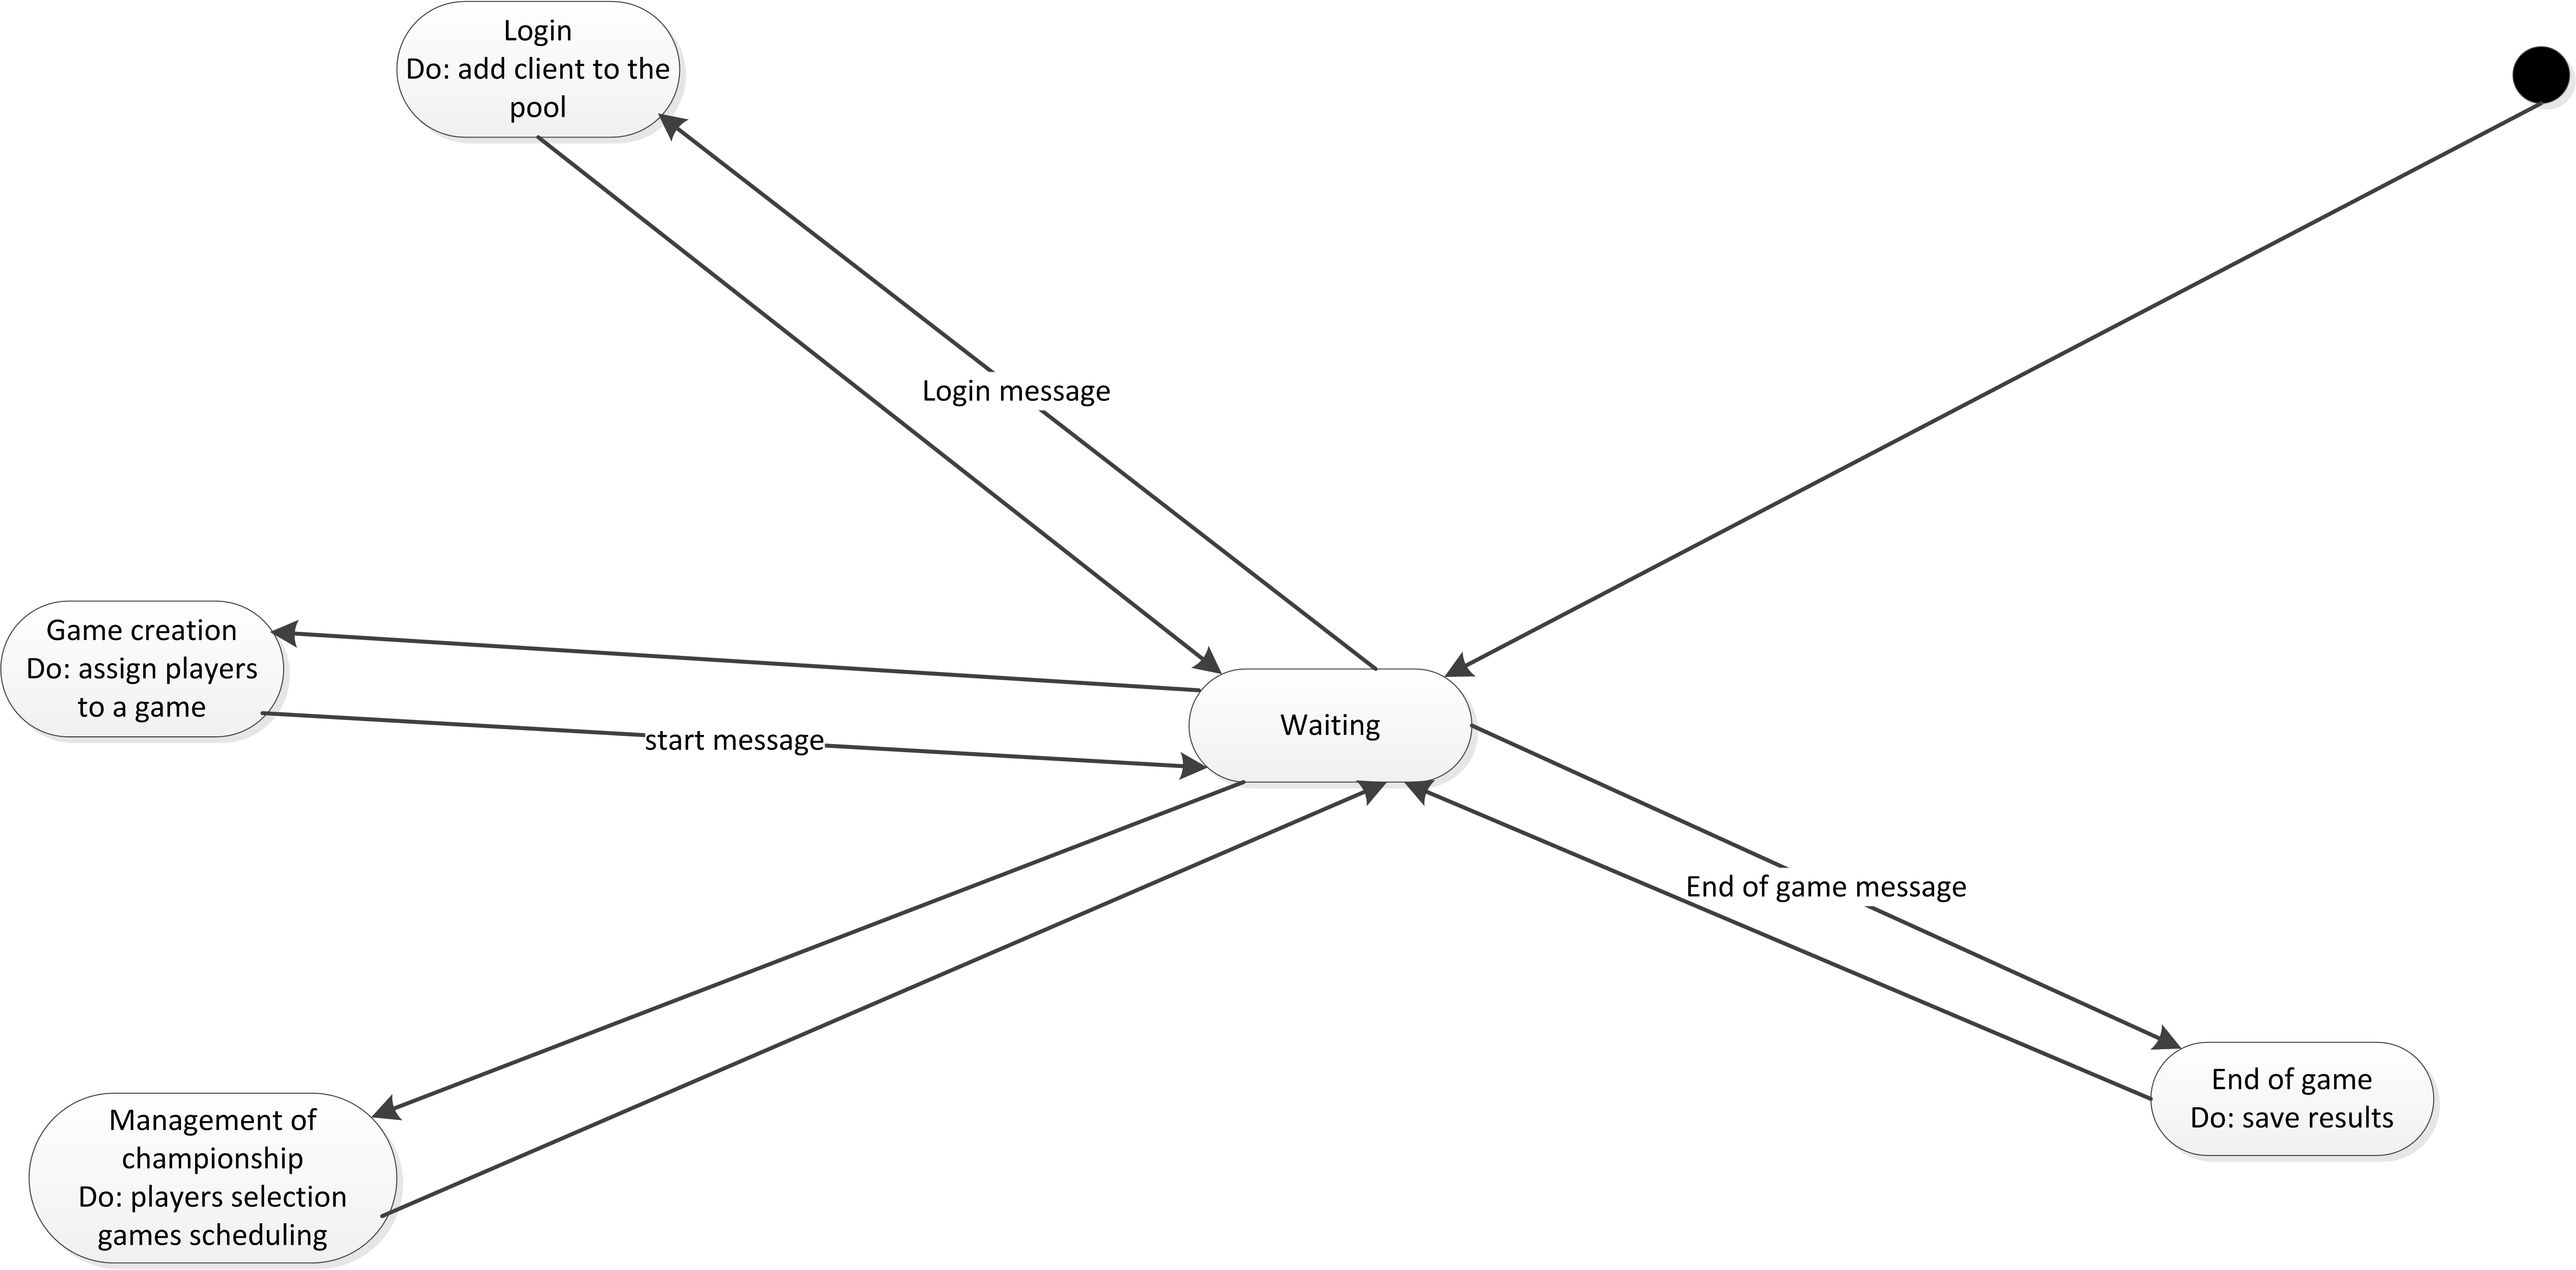 Login
Do: add client to the
pool
Login message
Game creation
Do: assign players
to a game
start message
Waiting
End of game message
End of game
Do: save results
Management of
championship
Do: players selection
games scheduling